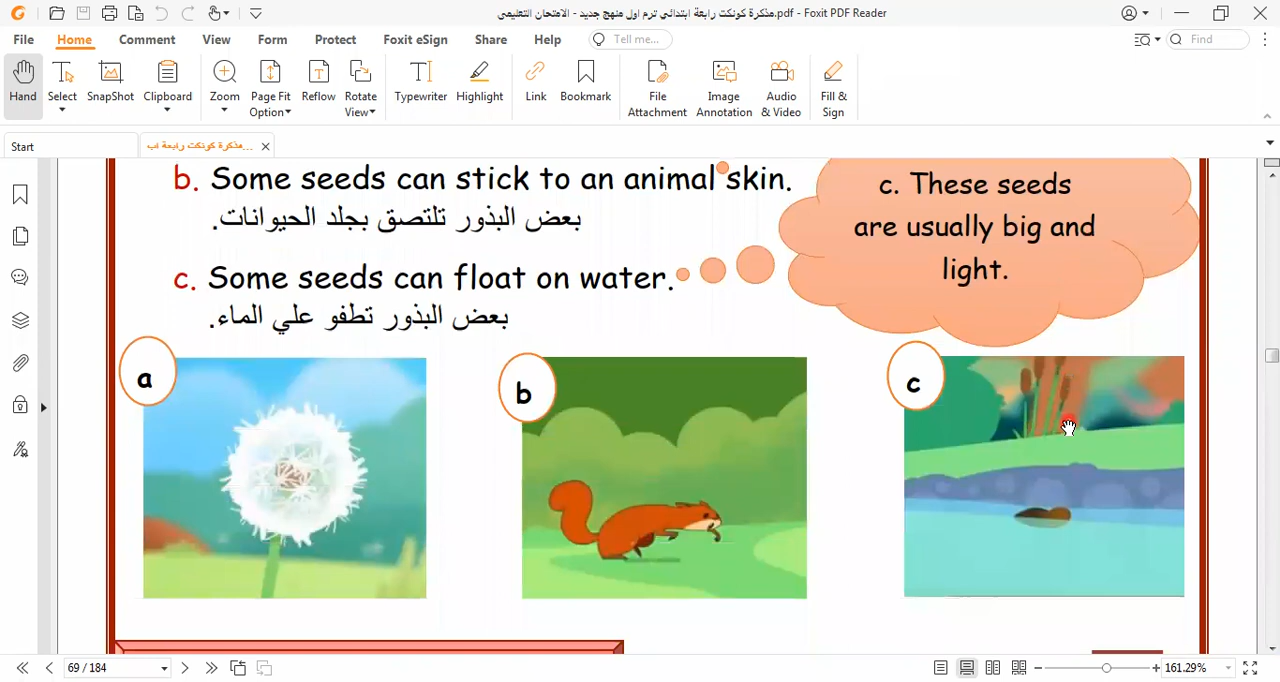 مذكرة كونكت رابعة ابتدائي ترم اول منهج جديد - الامتحان التعليمي.pdf - Foxit PDF Reader
File Home Comment View Form Protect Foxit eSign Share Help Tell me... Find
Hand Select SnapShot Clipboard Zoom Page Fit Option Reflow Rotate View Typewriter Highlight Link Bookmark File Attachment Image Annotation Audio & Video Fill & Sign
Start مذكرة كونكت رابعة اب...
b. Some seeds can stick to an animal skin.
بعض البذور تلتصق بجلد الحيوانات.
c. Some seeds can float on water.
بعض البذور تطفو علي الماء.
c. These seeds
are usually big and
light.
a
b
c
69 / 184
161.29%